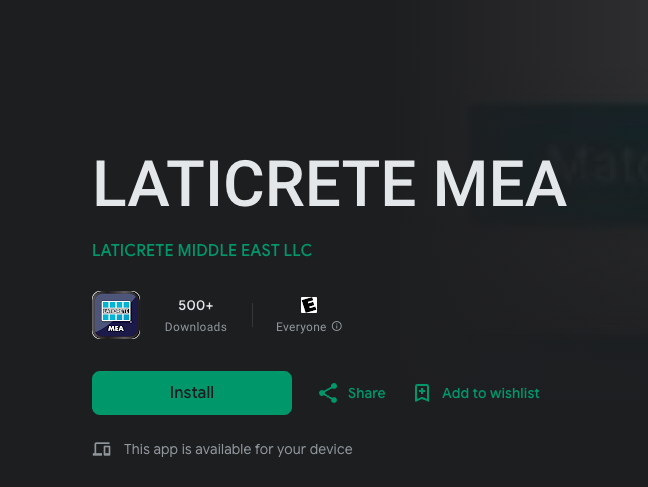 LATICRETE MEA
LATICRETE MIDDLE EAST LLC
LATICRETE
MEA
500+
Downloads
E
Everyone
Install
Share
Add to wishlist
This app is available for your device